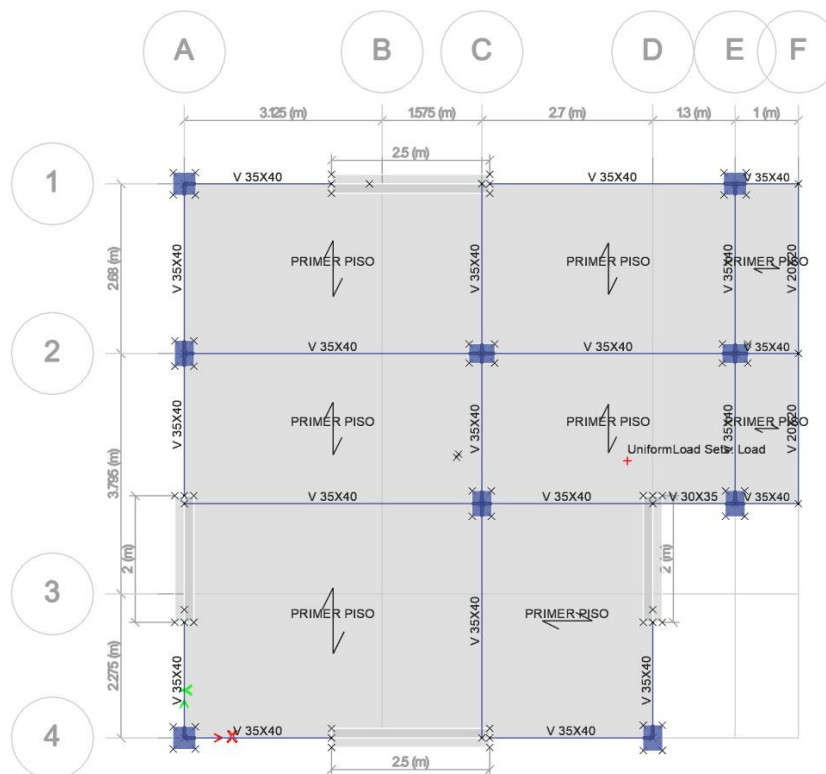 A B C D E F
3.125 (m) 1.575 (m) 2.7 (m) 1.3 (m) 1 (m)
2.5 (m)
1
V 35X40 V 35X40 V 35X40
2.68 (m)
V 35X40 PRIMER PISO V 35X40 PRIMER PISO V 35X40 PRIMER PISO V 20X20
2
V 35X40 V 35X40 V 35X40
V 35X40 PRIMER PISO V 35X40 PRIMER PISO V 35X40 PRIMER PISO V 20X20
UniformLoad Sets: Load
3.795 (m)
V 35X40 V 35X40 V 30X35 V 35X40
2 (m) 2 (m)
3
PRIMER PISO V 35X40 PRIMER PISO
2.275 (m)
V 35X40 V 35X40
4
X V 35X40 V 35X40
2.5 (m)